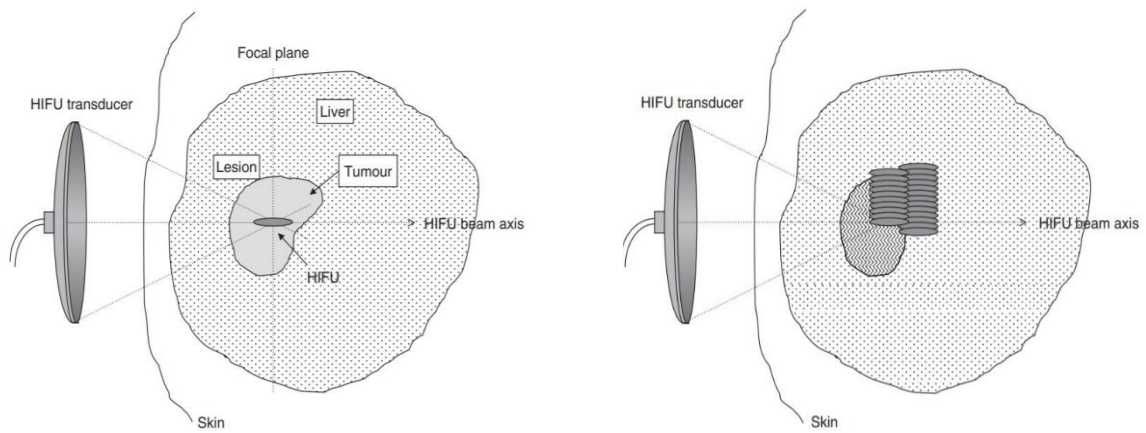 Focal plane
HIFU transducer
Liver
Lesion
Tumour
HIFU beam axis
HIFU
Skin
HIFU transducer
HIFU beam axis
Skin